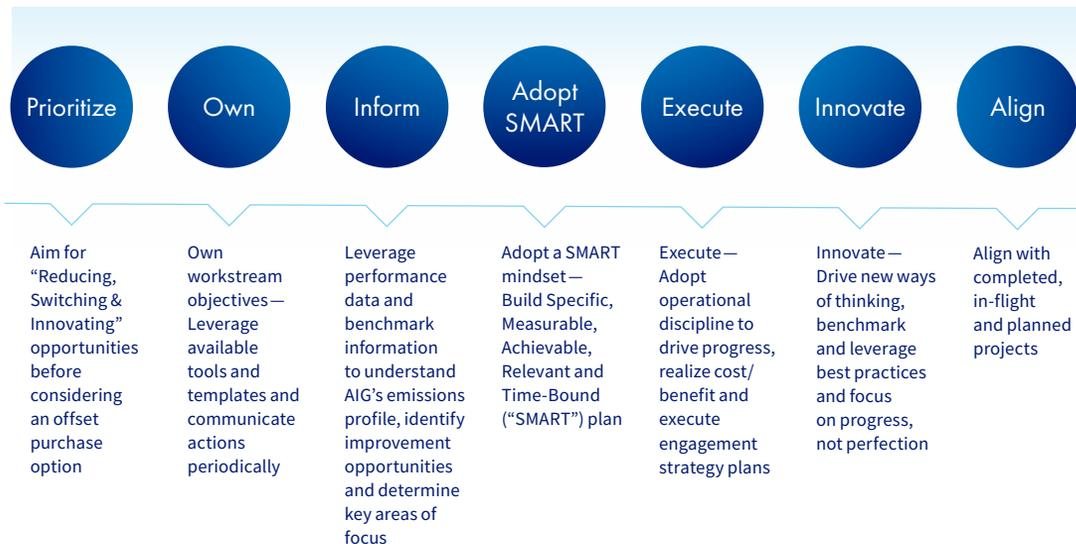 Prioritize
Own
Inform
Adopt
SMART
Execute
Innovate
Align
Aim for
“Reducing,
Switching &
Innovating”
opportunities
before
considering
an offset
purchase
option
Own
workstream
objectives—
Leverage
available
tools and
templates and
communicate
actions
periodically
Leverage
performance
data and
benchmark
information
to understand
AIG’s emissions
profile, identify
improvement
opportunities
and determine
key areas of
focus
Adopt a SMART
mindset—
Build Specific,
Measurable,
Achievable,
Relevant and
Time-Bound
(“SMART”) plan
Execute—
Adopt
operational
discipline to
drive progress,
realize cost/
benefit and
execute
engagement
strategy plans
Innovate—
Drive new ways
of thinking,
benchmark
and leverage
best practices
and focus
on progress,
not perfection
Align with
completed,
in-flight
and planned
projects